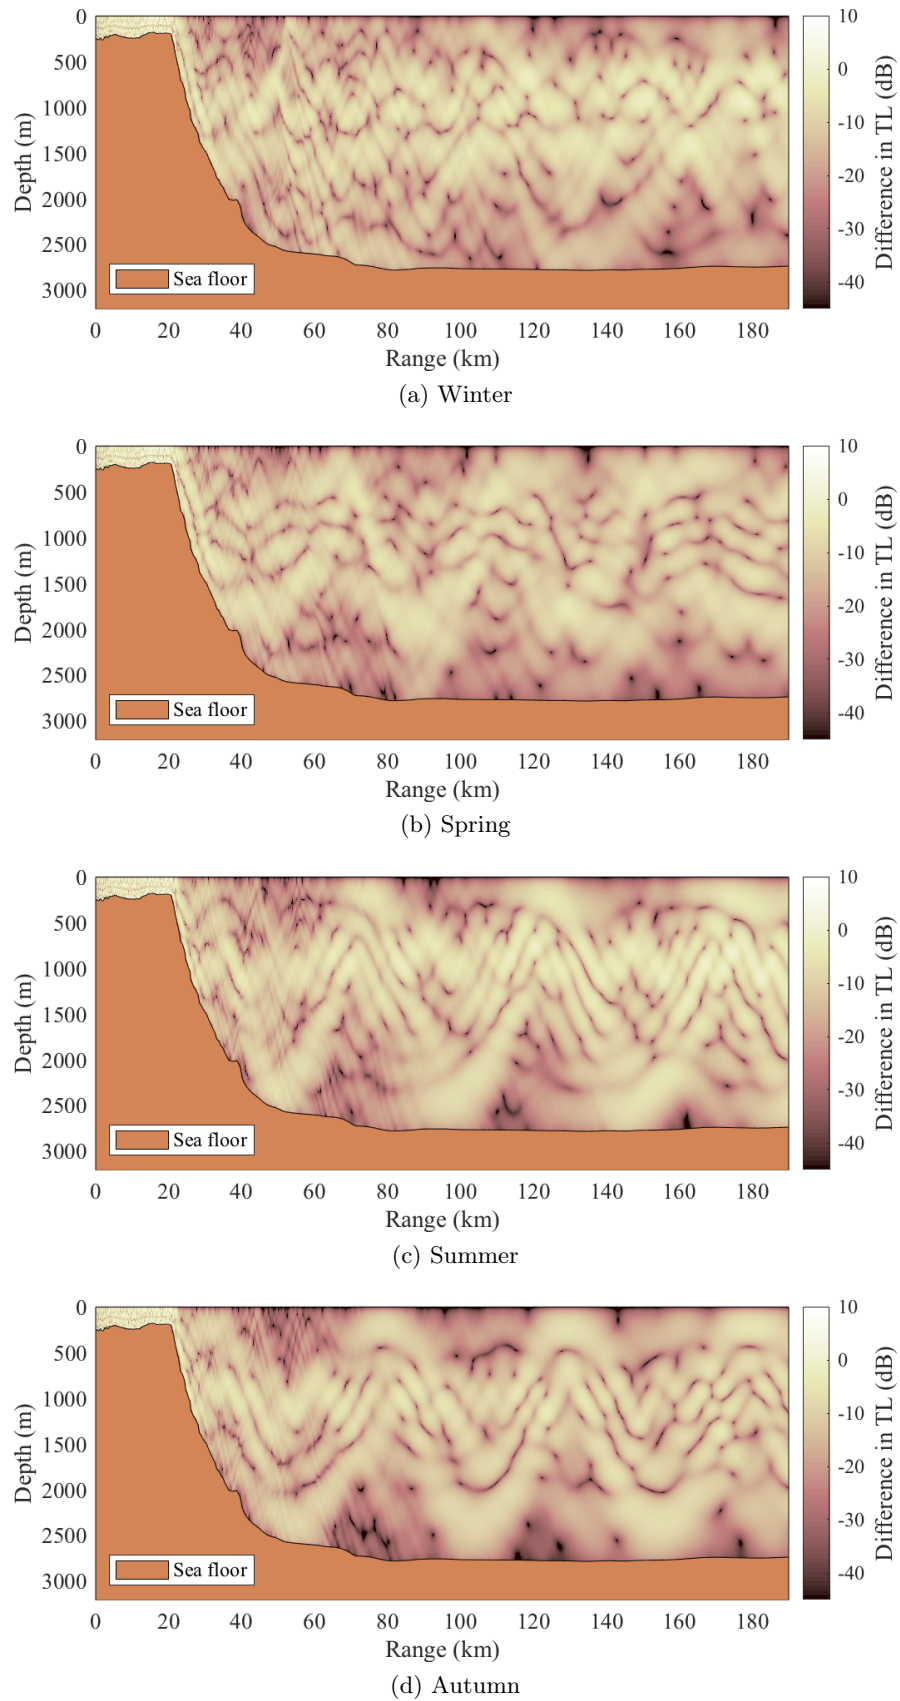 0
500
1000
1500
2000
2500
3000
Depth (m)
Sea floor
0 20 40 60 80 100 120 140 160 180
Range (km)
10
0
-10
-20
-30
-40
Difference in TL (dB)
(a) Winter
0
500
1000
1500
2000
2500
3000
Depth (m)
Sea floor
0 20 40 60 80 100 120 140 160 180
Range (km)
10
0
-10
-20
-30
-40
Difference in TL (dB)
(b) Spring
0
500
1000
1500
2000
2500
3000
Depth (m)
Sea floor
0 20 40 60 80 100 120 140 160 180
Range (km)
10
0
-10
-20
-30
-40
Difference in TL (dB)
(c) Summer
0
500
1000
1500
2000
2500
3000
Depth (m)
Sea floor
0 20 40 60 80 100 120 140 160 180
Range (km)
10
0
-10
-20
-30
-40
Difference in TL (dB)
(d) Autumn